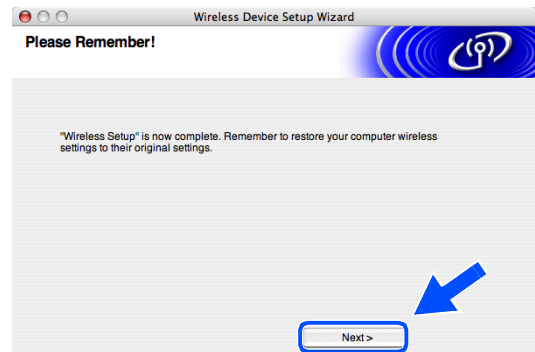 Wireless Device Setup Wizard
Please Remember!
"Wireless Setup" is now complete. Remember to restore your computer wireless
settings to their original settings.
Next >